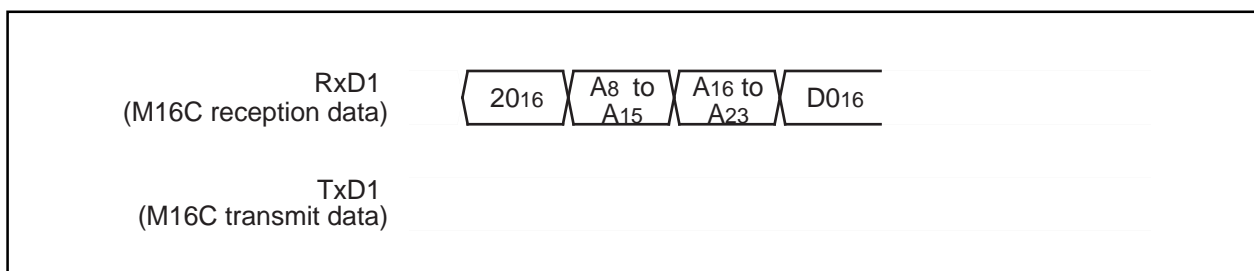 RxD1
(M16C reception data)
2016
A8 to
A15
A16 to
A23
D016
TxD1
(M16C transmit data)